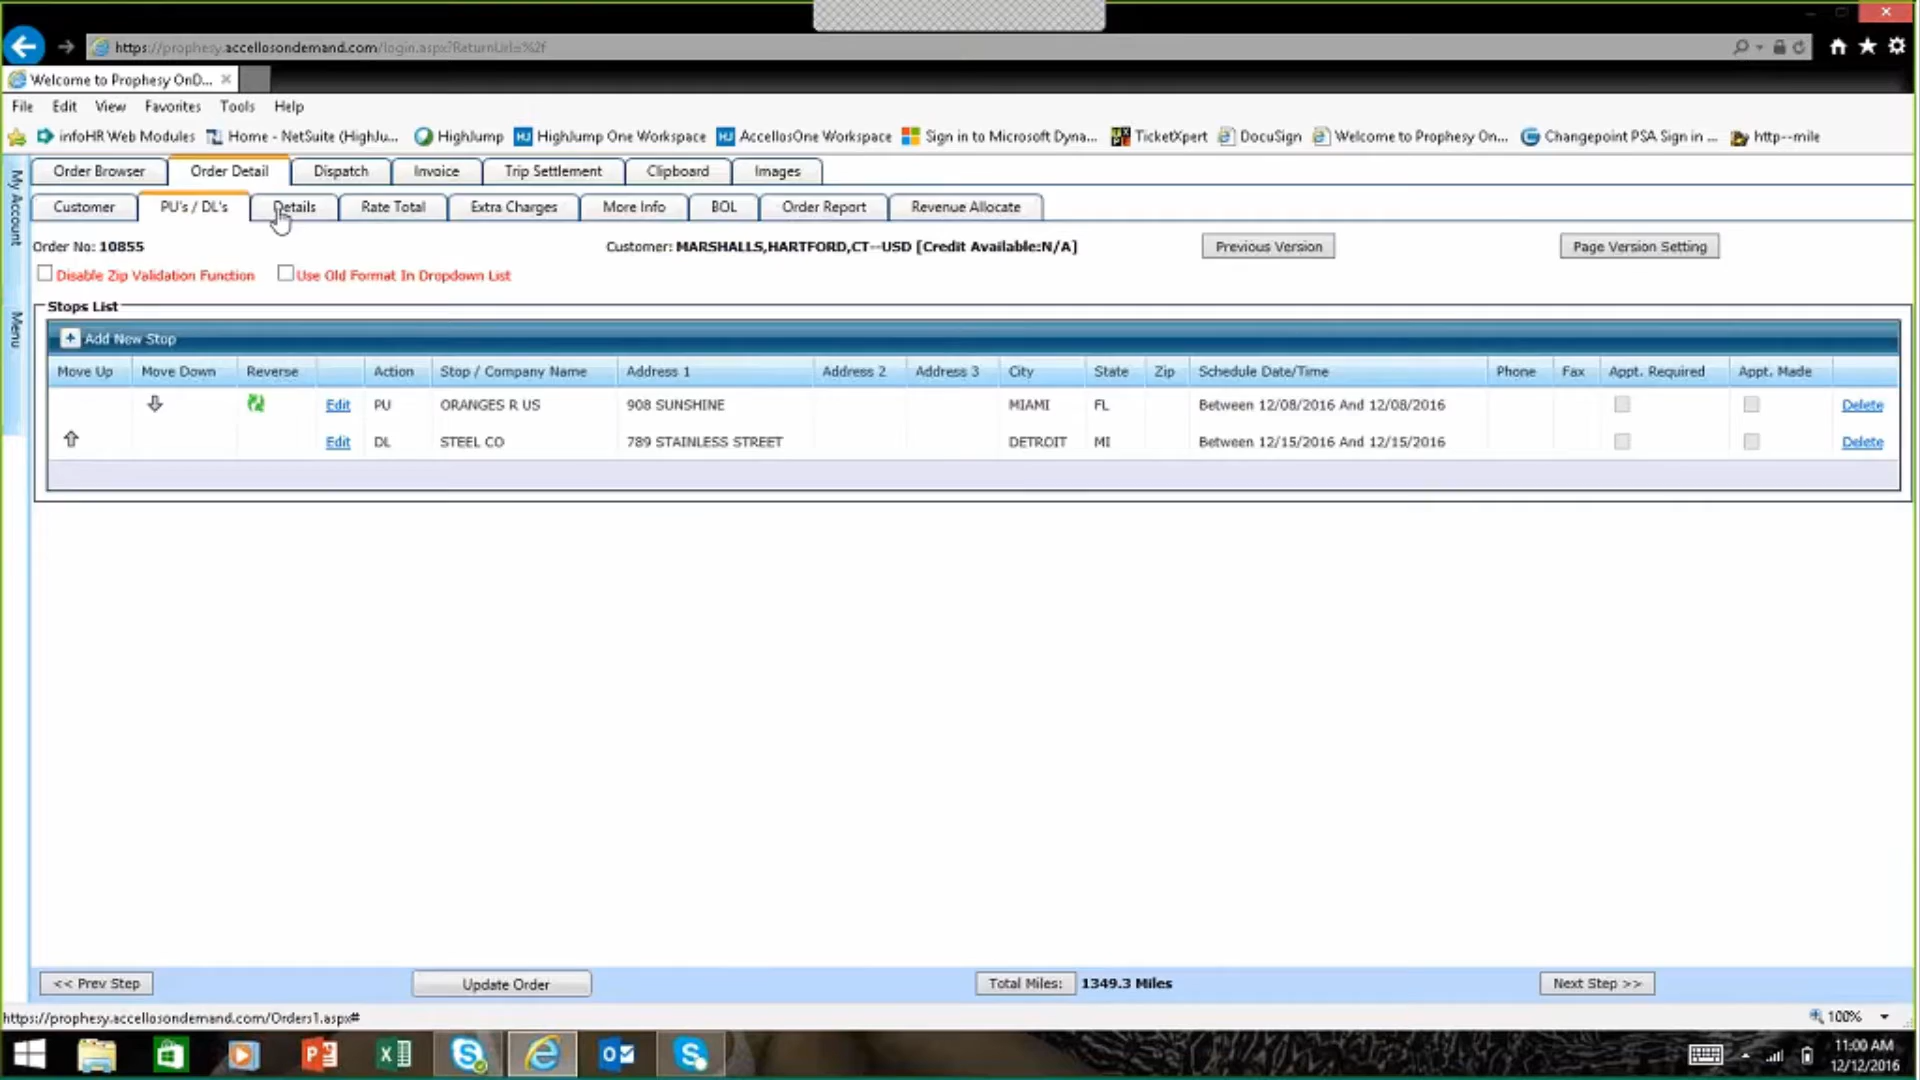 https://prophesy.accellosondemand.com/login.aspx?ReturnUrl=%2f
Welcome to Prophesy OnD...
File Edit View Favorites Tools Help
infoHR Web Modules Home - NetSuite (HighJu... HighJump HighJump One Workspace AccellosOne Workspace Sign in to Microsoft Dyna... TicketXpert DocuSign Welcome to Prophesy On... Changepoint PSA Sign in ... http--mile
My Account
Menu
Order Browser Order Detail Dispatch Invoice Trip Settlement Clipboard Images
Customer PU's / DL's Details Rate Total Extra Charges More Info BOL Order Report Revenue Allocate
Order No: 10855 Customer: MARSHALLS,HARTFORD,CT--USD [Credit Available:N/A] Previous Version Page Version Setting
Disable Zip Validation Function Use Old Format In Dropdown List
Stops List
Add New Stop
Move Up Move Down Reverse Action Stop / Company Name Address 1 Address 2 Address 3 City State Zip Schedule Date/Time Phone Fax Appt. Required Appt. Made
Edit PU ORANGES R US 908 SUNSHINE MIAMI FL Between 12/08/2016 And 12/08/2016 Delete
Edit DL STEEL CO 789 STAINLESS STREET DETROIT MI Between 12/15/2016 And 12/15/2016 Delete
<< Prev Step Update Order Total Miles: 1349.3 Miles Next Step >>
https://prophesy.accellosondemand.com/Orders1.aspx#
100%
11:00 AM
12/12/2016